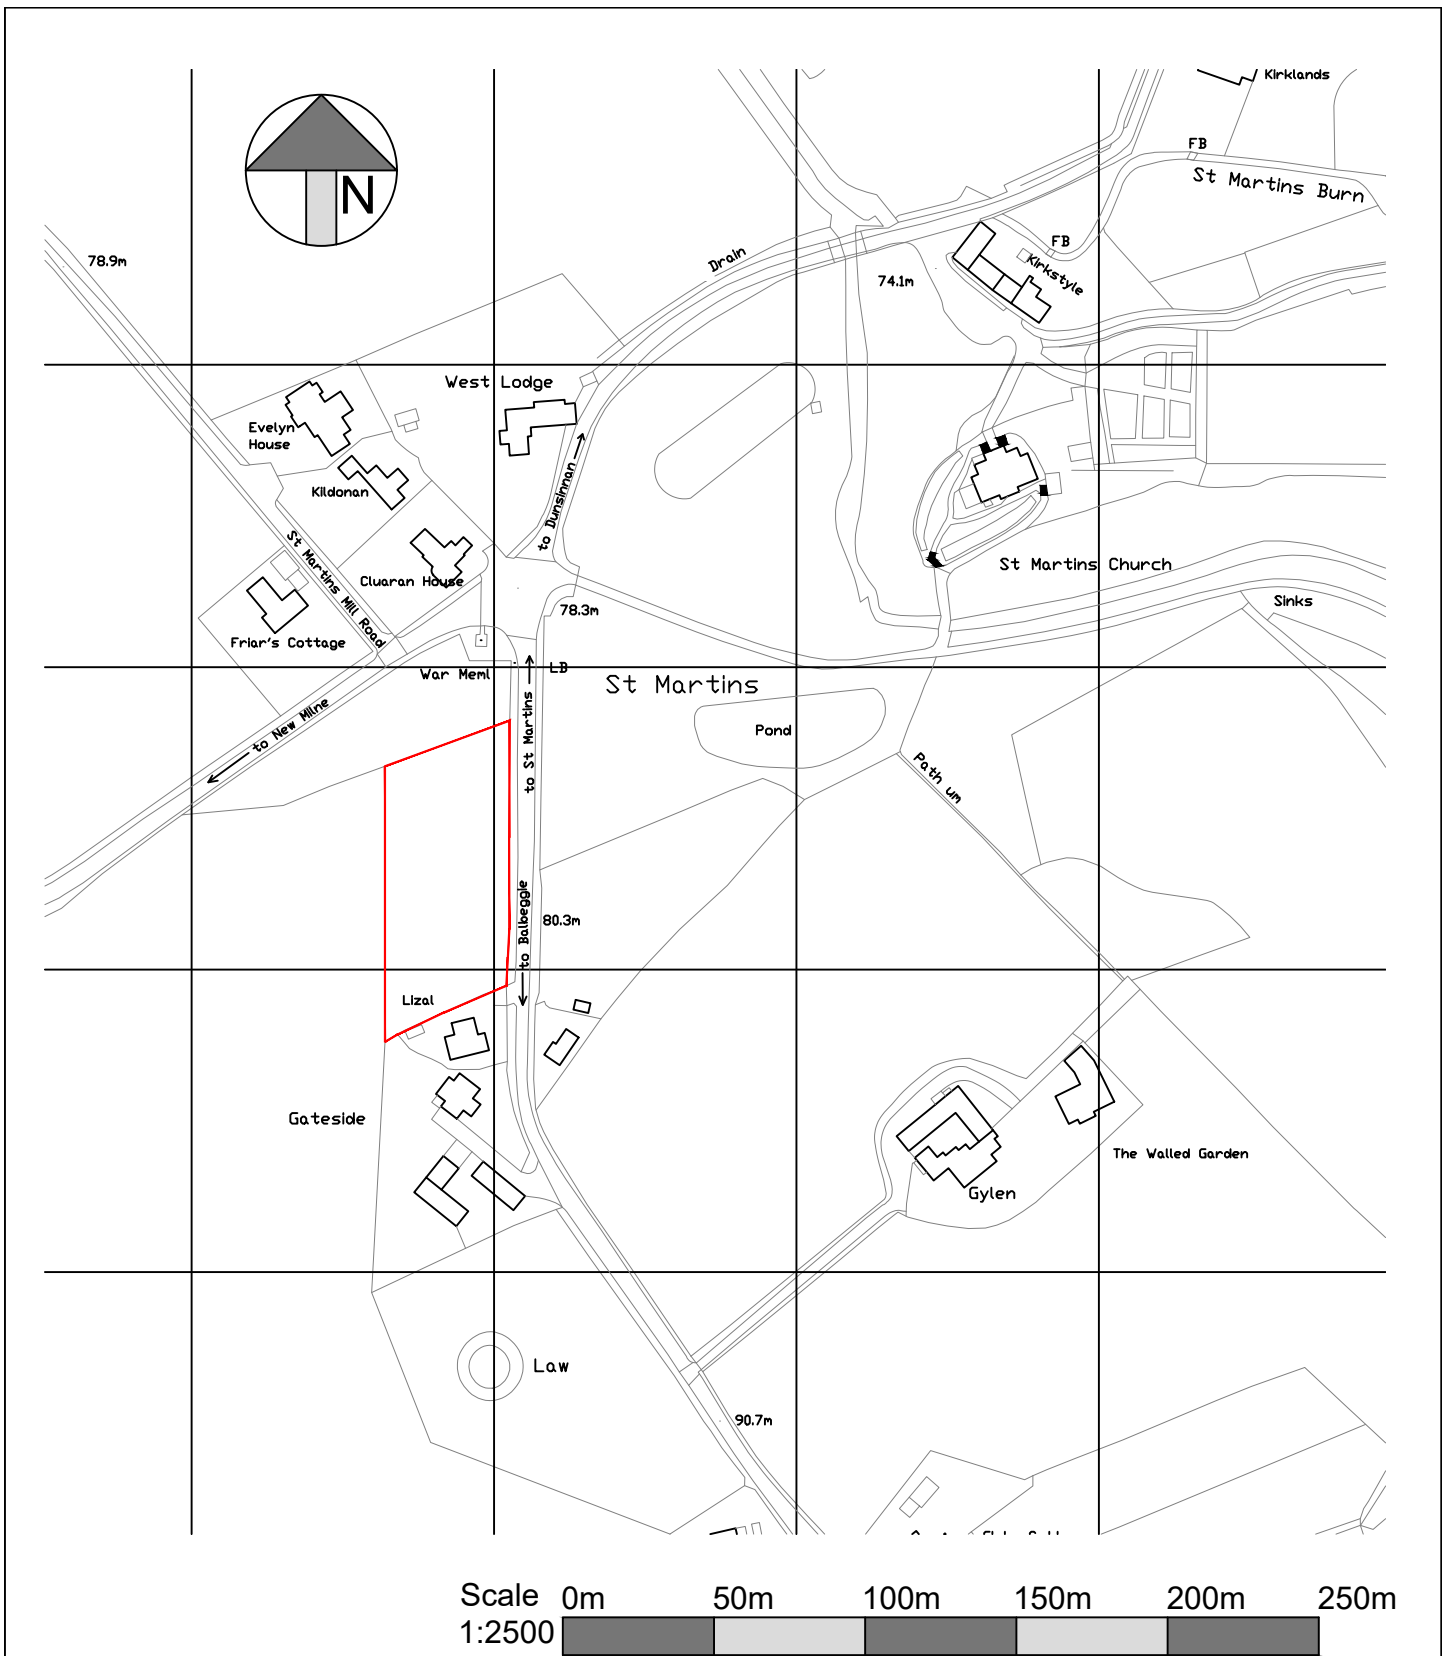 Kirklands
FB
St Martins Burn
N
FB
Kirkstyle
Drain
78.9m
74.1m
West Lodge
Evelyn
House
Kildonan
to Dunsinnan
St Martins Mill Road
Cluaran House
St Martins Church
78.3m
Sinks
Friar's Cottage
War Meml
LB
St Martins
to New Milne
to St Martins
Pond
Path um
to Balbeggie
80.3m
Lizal
Gateside
The Walled Garden
Gylen
Law
90.7m
Scale
1:2500
0m
50m
100m
150m
200m
250m